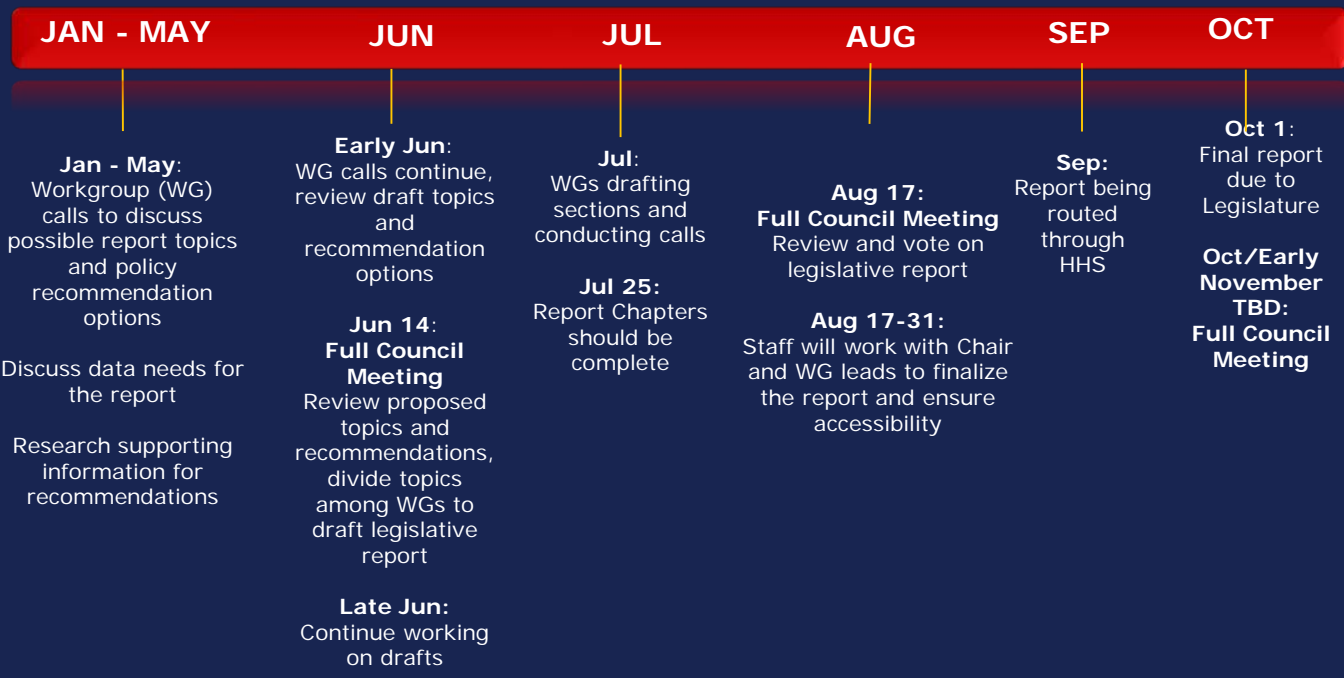 JAN - MAY
JUN
JUL
AUG
SEP
OCT
Jan - May:
Workgroup (WG)
calls to discuss
possible report topics
and policy
recommendation
options
Discuss data needs for
the report
Research supporting
information for
recommendations
Early Jun:
WG calls continue,
review draft topics
and
recommendation
options
Jun 14:
Full Council
Meeting
Review proposed
topics and
recommendations,
divide topics
among WGs to
draft legislative
report
Late Jun:
Continue working
on drafts
Jul:
WGs drafting
sections and
conducting calls
Jul 25:
Report Chapters
should be
complete
Aug 17:
Full Council Meeting
Review and vote on
legislative report
Aug 17-31:
Staff will work with Chair
and WG leads to finalize
the report and ensure
accessibility
Sep:
Report being
routed
through
HHS
Oct 1:
Final report
due to
Legislature
Oct/Early
November
TBD:
Full Council
Meeting